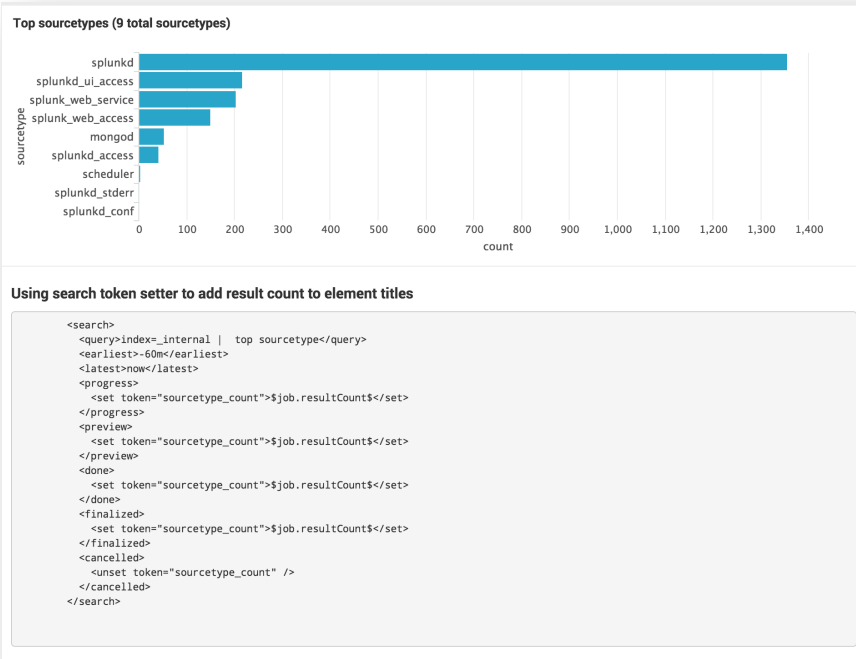 Top sourcetypes (9 total sourcetypes)
sourcetype
splunkd
splunkd_ui_access
splunk_web_service
splunk_web_access
mongod
splunkd_access
scheduler
splunkd_stderr
splunkd_conf
0 100 200 300 400 500 600 700 800 900 1,000 1,100 1,200 1,300 1,400
count
Using search token setter to add result count to element titles
<search>
  <query>index=_internal |  top sourcetype</query>
  <earliest>-60m</earliest>
  <latest>now</latest>
  <progress>
    <set token="sourcetype_count">$job.resultCount$</set>
  </progress>
  <preview>
    <set token="sourcetype_count">$job.resultCount$</set>
  </preview>
  <done>
    <set token="sourcetype_count">$job.resultCount$</set>
  </done>
  <finalized>
    <set token="sourcetype_count">$job.resultCount$</set>
  </finalized>
  <cancelled>
    <unset token="sourcetype_count" />
  </cancelled>
</search>